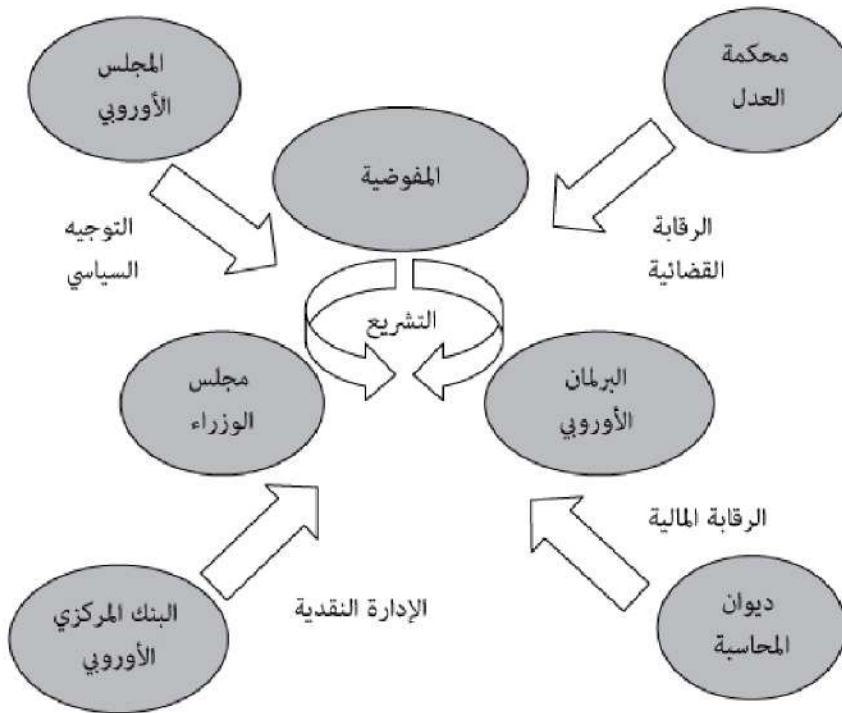 محكمة
العدل
المجلس
الأوروبي
المفوضية
الرقابة
القضائية
التوجيه
السياسي
التشريع
البرلمان
الأوروبي
مجلس
الوزراء
الرقابة المالية
الإدارة النقدية
ديوان
المحاسبة
البنك المركزي
الأوروبي